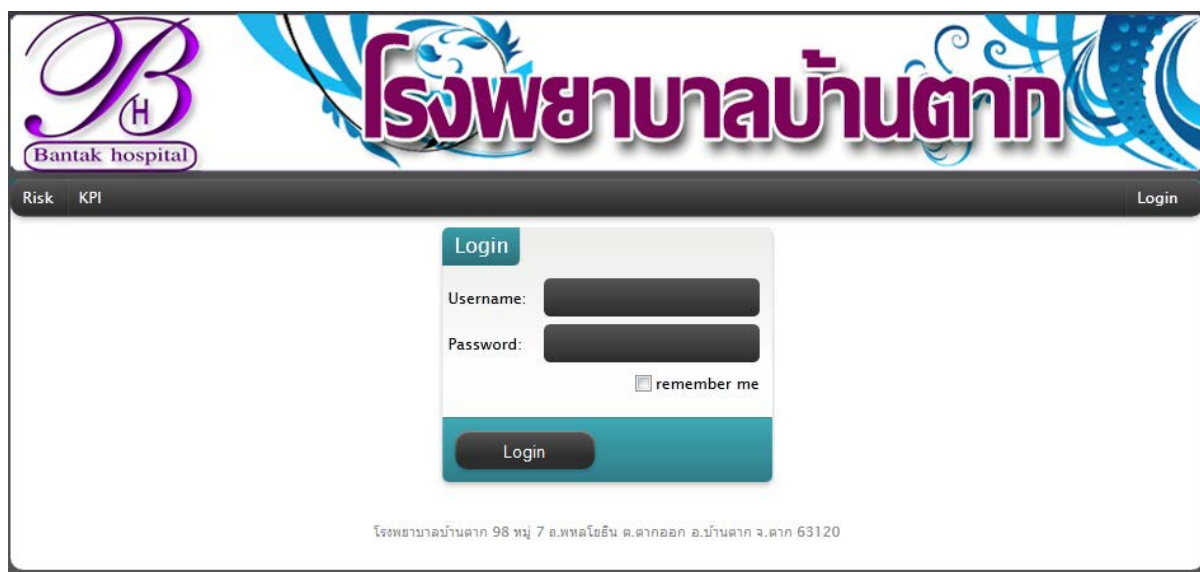 BH
Bantak hospital
โรงพยาบาลบ้านตาก
Risk KPI Login
Login
Username:
Password:
remember me
Login
โรงพยาบาลบ้านตาก 98 หมู่ 7 ถ.พหลโยธิน ต.ตากออก อ.บ้านตาก จ.ตาก 63120